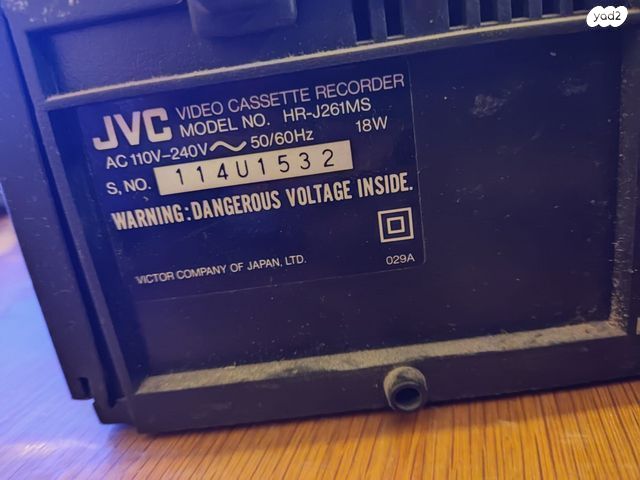 yad2
JVC VIDEO CASSETTE RECORDER
MODEL NO. HR-J261MS
AC 110V-240V ~ 50/60Hz 18W
S, NO. 114U1532
WARNING: DANGEROUS VOLTAGE INSIDE.
VICTOR COMPANY OF JAPAN, LTD. 029A